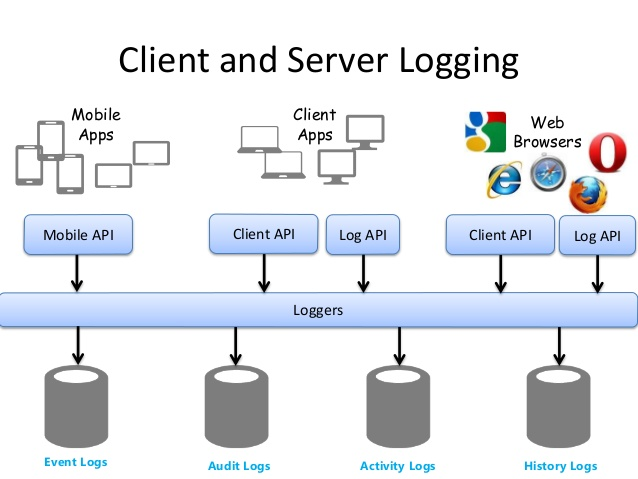 Client and Server Logging
Mobile
Apps
Client
Apps
Web
Browsers
Mobile API
Client API
Log API
Client API
Log API
Loggers
Event Logs
Audit Logs
Activity Logs
History Logs